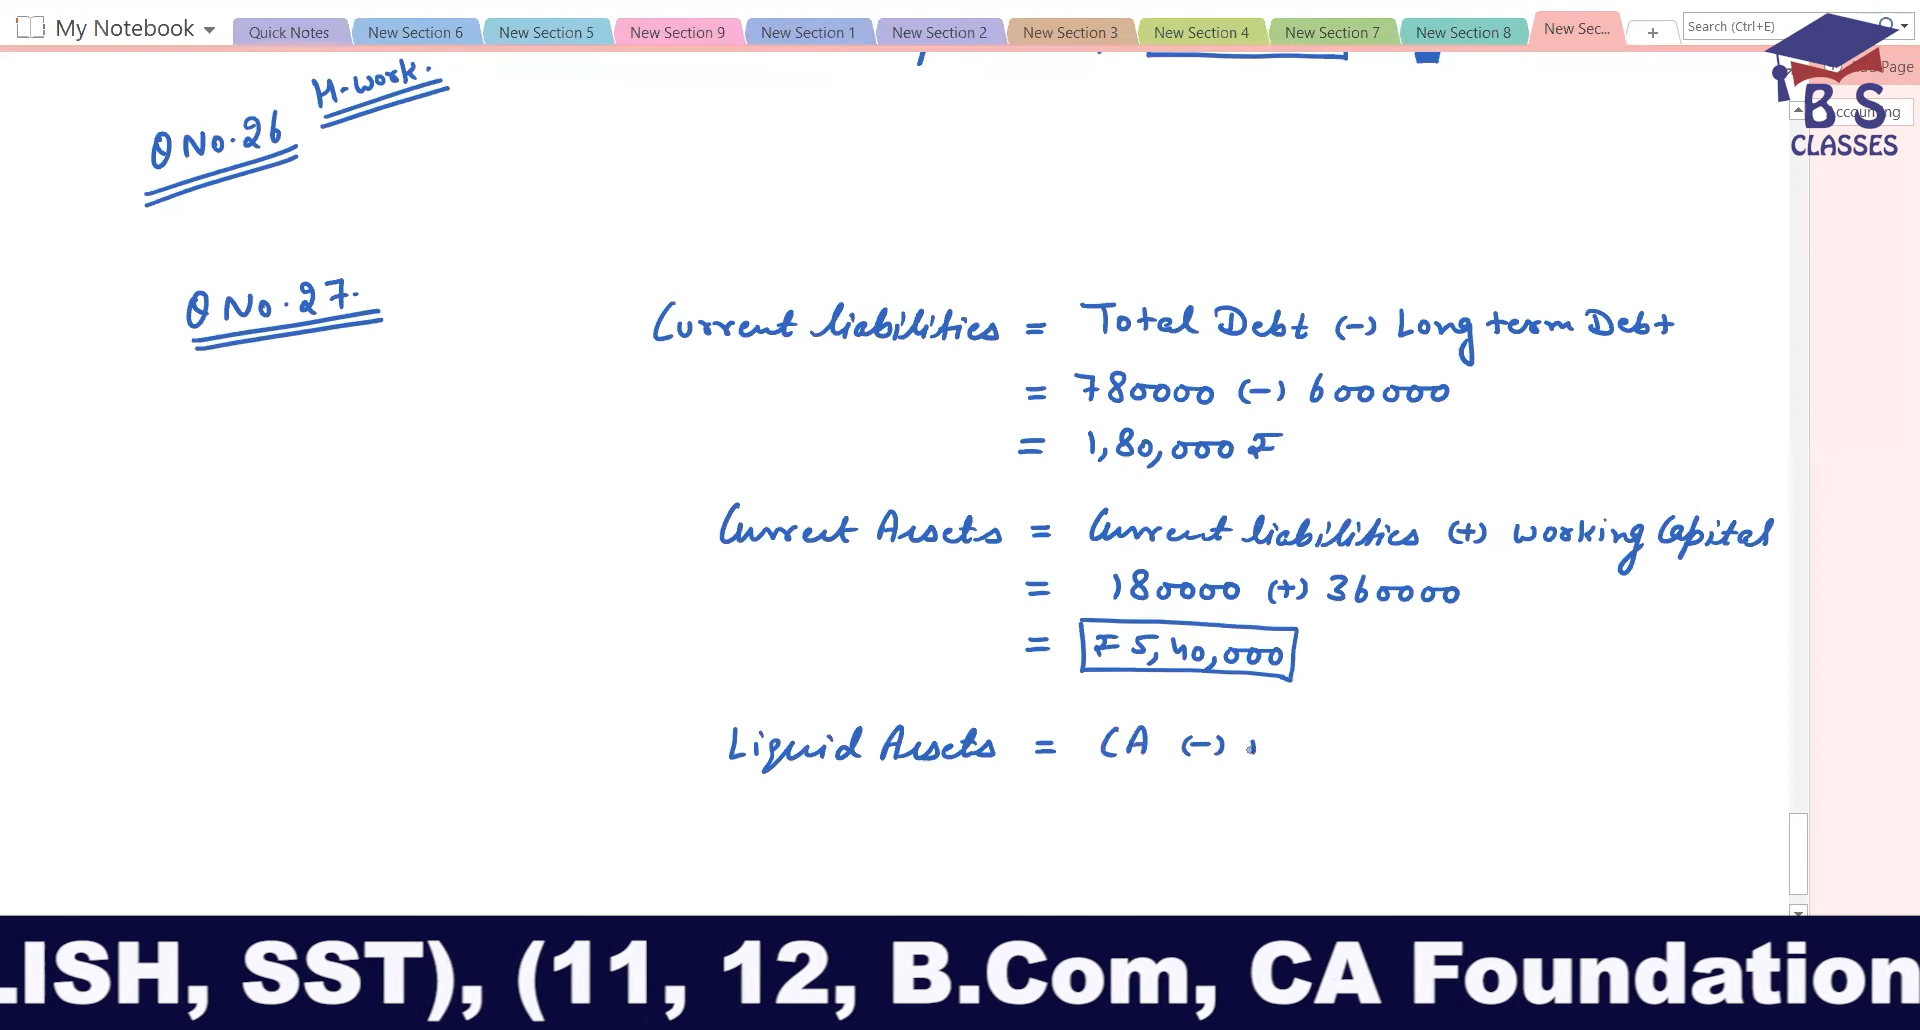 My Notebook
Quick Notes
New Section 6
New Section 5
New Section 9
New Section 1
New Section 2
New Section 3
New Section 4
New Section 7
New Section 8
New Sec...
+
Search (Ctrl+E)
Page
BS
CLASSES
H-work.
Q No.26
Q No.27.
Current liabilities = Total Debt (-) Long term Debt
= 780000 (-) 600000
= 1,80,000 ₹
Current Assets = Current liabilities (+) working Capital
= 180000 (+) 360000
= ₹ 5,40,000
Liquid Assets = CA (-)
LISH, SST), (11, 12, B.Com, CA Foundation